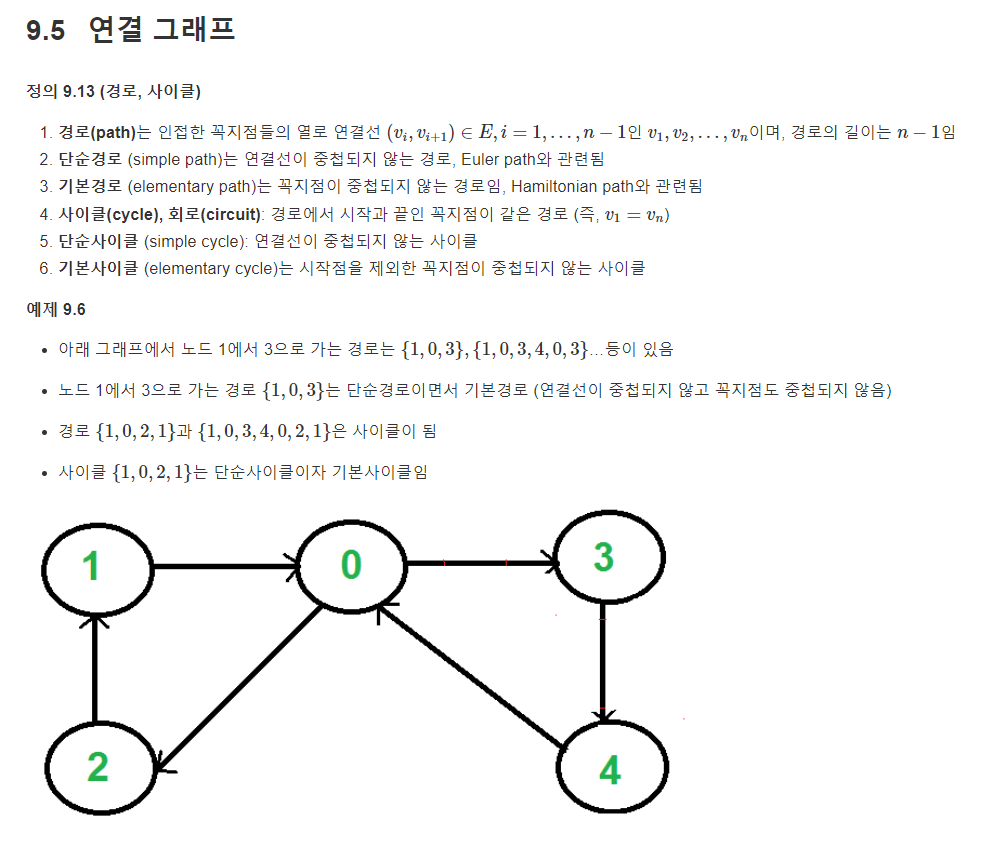 9.5 연결 그래프
정의 9.13 (경로, 사이클)
1. 경로(path)는 인접한 꼭지점들의 열로 연결선 (v_i, v_{i+1}) ∈ E, i = 1, …, n − 1인 v_1, v_2, …, v_n이며, 경로의 길이는 n − 1임
2. 단순경로 (simple path)는 연결선이 중첩되지 않는 경로, Euler path와 관련됨
3. 기본경로 (elementary path)는 꼭지점이 중첩되지 않는 경로임, Hamiltonian path와 관련됨
4. 사이클(cycle), 회로(circuit): 경로에서 시작과 끝인 꼭지점이 같은 경로 (즉, v_1 = v_n)
5. 단순사이클 (simple cycle): 연결선이 중첩되지 않는 사이클
6. 기본사이클 (elementary cycle)는 시작점을 제외한 꼭지점이 중첩되지 않는 사이클
예제 9.6
• 아래 그래프에서 노드 1에서 3으로 가는 경로는 {1, 0, 3}, {1, 0, 3, 4, 0, 3}…등이 있음
• 노드 1에서 3으로 가는 경로 {1, 0, 3}는 단순경로이면서 기본경로 (연결선이 중첩되지 않고 꼭지점도 중첩되지 않음)
• 경로 {1, 0, 2, 1}과 {1, 0, 3, 4, 0, 2, 1}은 사이클이 됨
• 사이클 {1, 0, 2, 1}는 단순사이클이자 기본사이클임
1
0
3
2
4